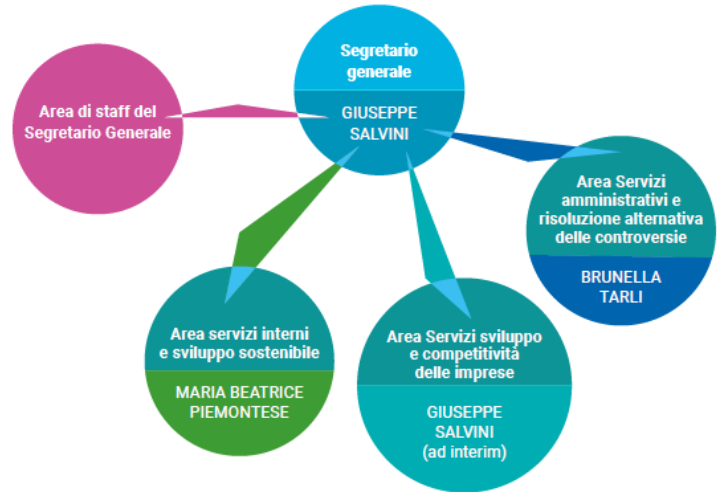 Segretario
generale
GIUSEPPE
SALVINI
Area di staff del
Segretario Generale
Area Servizi
amministrativi e
risoluzione alternativa
delle controversie
BRUNELLA
TARLI
Area servizi interni
e sviluppo sostenibile
MARIA BEATRICE
PIEMONTESE
Area Servizi sviluppo
e competitività
delle imprese
GIUSEPPE
SALVINI
(ad interim)